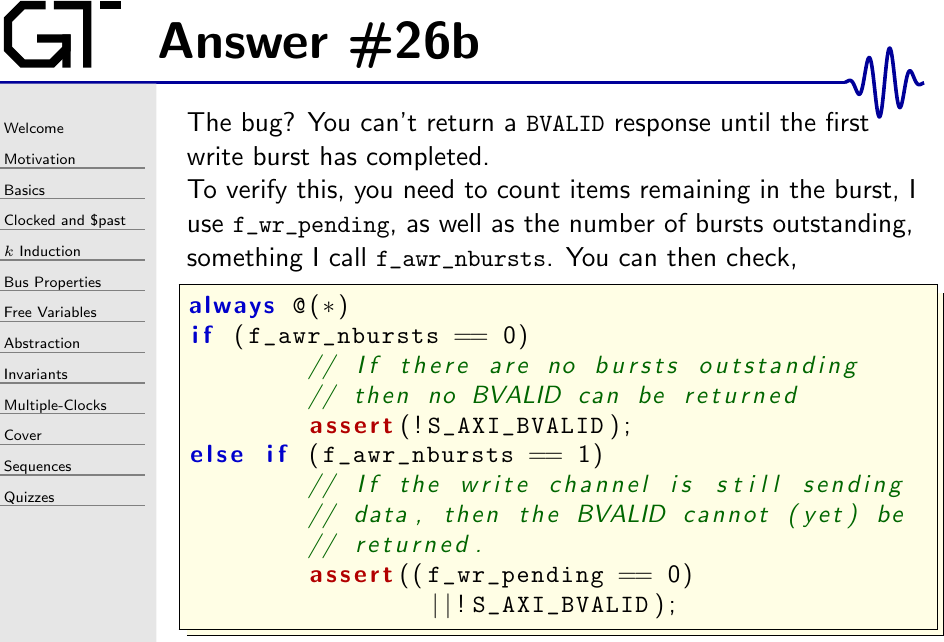 GT
Answer #26b
Welcome
Motivation
Basics
Clocked and $past
k Induction
Bus Properties
Free Variables
Abstraction
Invariants
Multiple-Clocks
Cover
Sequences
Quizzes
The bug? You can't return a BVALID response until the first
write burst has completed.
To verify this, you need to count items remaining in the burst, I
use f_wr_pending, as well as the number of bursts outstanding,
something I call f_awr_nbursts. You can then check,
always @(*)
if (f_awr_nbursts == 0)
// If there are no bursts outstanding
// then no BVALID can be returned
assert(!S_AXI_BVALID);
else if (f_awr_nbursts == 1)
// If the write channel is still sending
// data, then the BVALID cannot (yet) be
// returned.
assert((f_wr_pending == 0)
||!S_AXI_BVALID);